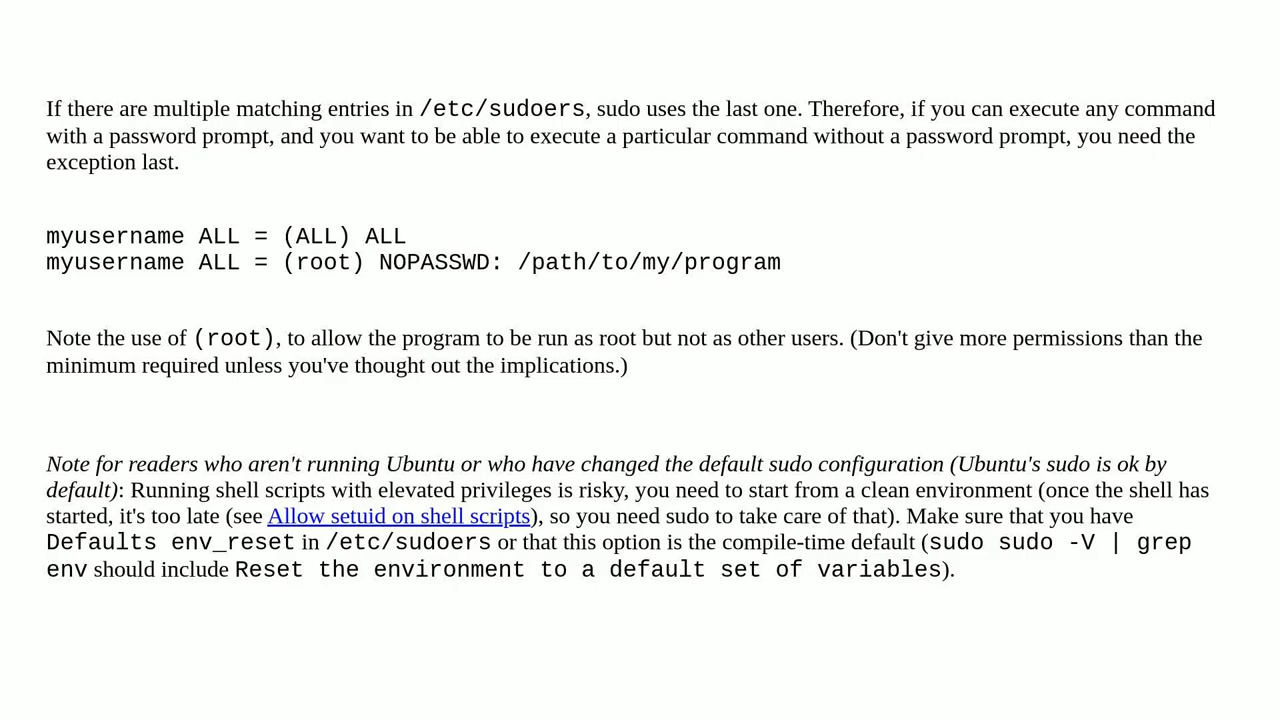 If there are multiple matching entries in /etc/sudoers, sudo uses the last one. Therefore, if you can execute any command
with a password prompt, and you want to be able to execute a particular command without a password prompt, you need the
exception last.
myusername ALL = (ALL) ALL
myusername ALL = (root) NOPASSWD: /path/to/my/program
Note the use of (root), to allow the program to be run as root but not as other users. (Don't give more permissions than the
minimum required unless you've thought out the implications.)
Note for readers who aren't running Ubuntu or who have changed the default sudo configuration (Ubuntu's sudo is ok by
default): Running shell scripts with elevated privileges is risky, you need to start from a clean environment (once the shell has
started, it's too late (see Allow setuid on shell scripts), so you need sudo to take care of that). Make sure that you have
Defaults env_reset in /etc/sudoers or that this option is the compile-time default (sudo sudo -V | grep
env should include Reset the environment to a default set of variables).